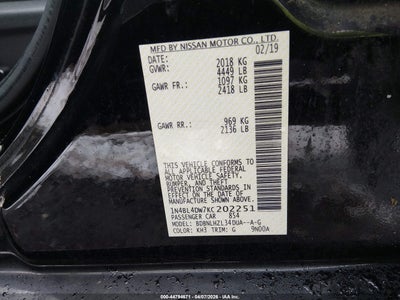 MFD BY NISSAN MOTOR CO., LTD.
DATE: 02/19
GVWR: 2018 KG
4449 LB
GAWR FR: 1097 KG
2418 LB
GAWR RR: 969 KG
2136 LB
THIS VEHICLE CONFORMS TO
ALL APPLICABLE FEDERAL
MOTOR VEHICLE SAFETY,
BUMPER, AND THEFT
PREVENTION STANDARDS IN
EFFECT ON THE DATE OF
MANUFACTURE SHOWN ABOVE.
1N4BL4DW7KC202251
PASSENGER CAR 854
MODEL: BDBNLHZL34DUA--A-G
COLOR: KH3 TRIM: G 9N00A
000-44794671 | 04/07/2026 - IAA